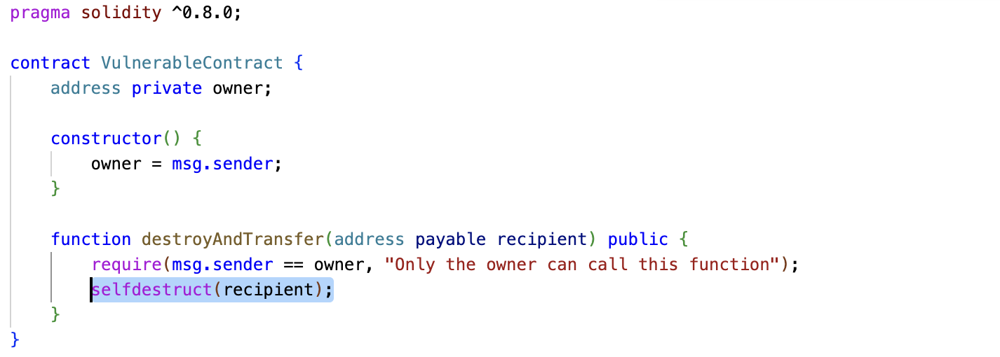 pragma solidity ^0.8.0;
contract VulnerableContract {
address private owner;
constructor() {
owner = msg.sender;
}
function destroyAndTransfer(address payable recipient) public {
require(msg.sender == owner, "Only the owner can call this function");
selfdestruct(recipient);
}
}